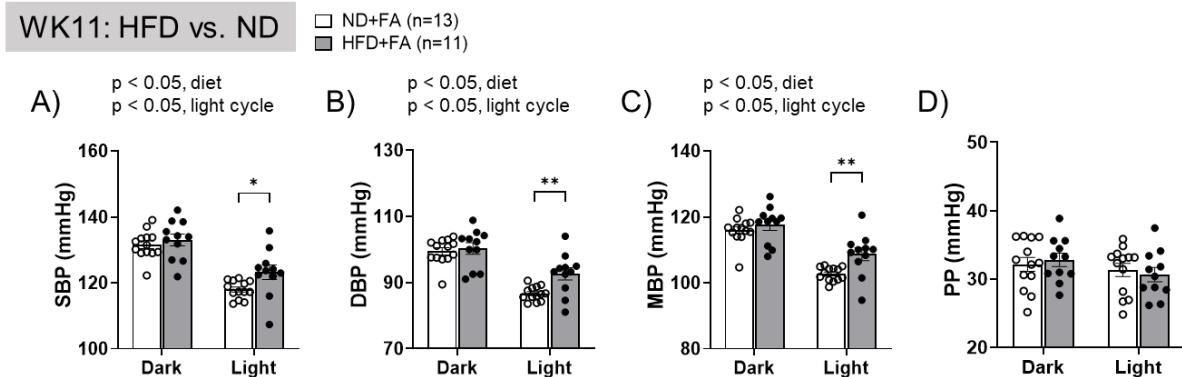 WK11: HFD vs. ND
ND+FA (n=13)
HFD+FA (n=11)
A)
p < 0.05, diet
p < 0.05, light cycle
SBP (mmHg)
160
140
120
100
*
Dark
Light
B)
p < 0.05, diet
p < 0.05, light cycle
DBP (mmHg)
130
110
90
70
**
Dark
Light
C)
p < 0.05, diet
p < 0.05, light cycle
MBP (mmHg)
140
120
100
80
**
Dark
Light
D)
PP (mmHg)
50
40
30
20
Dark
Light